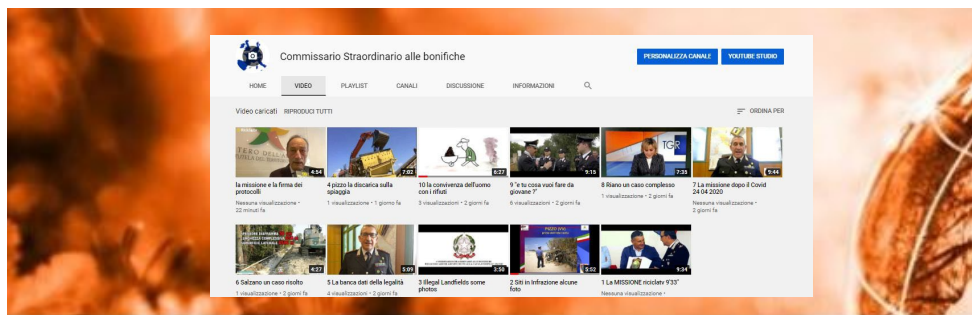 Commissario Straordinario alle bonifiche
PERSONALIZZA CANALE
YOUTUBE STUDIO
HOME
VIDEO
PLAYLIST
CANALI
DISCUSSIONE
INFORMAZIONI
Video caricati
RIPRODUCI TUTTI
ORDINA PER
4:54
7:02
6:27
9:15
TGR
7:35
9:44
la missione e la firma dei
protocolli
Nessuna visualizzazione •
22 minuti fa
4 pizzo la discarica sulla
spiaggia
1 visualizzazione • 1 giorno fa
10 la convivenza dell'uomo
con i rifiuti
3 visualizzazioni • 2 giorni fa
9 "e tu cosa vuoi fare da
giovane ?"
6 visualizzazioni • 2 giorni fa
8 Riano un caso complesso
1 visualizzazione • 2 giorni fa
7 La missione dopo il Covid
24 04 2020
Nessuna visualizzazione •
2 giorni fa
4:27
5:09
3:50
5:52
9:34
6 Salzano un caso risolto
1 visualizzazione • 2 giorni fa
5 La banca dati della legalità
4 visualizzazioni • 2 giorni fa
3 Illegal Landfields some
photos
2 Siti in Infrazione alcune
foto
1 La MISSIONE riciclatv 9'33"
Nessuna visualizzazione •